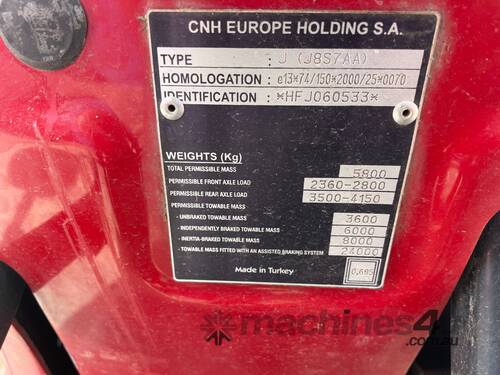 CNH EUROPE HOLDING S.A.
TYPE : J (J8S7AA)
HOMOLOGATION : e13*74/150*2000/25*0070
IDENTIFICATION : *HFJ060533*
WEIGHTS (Kg)
TOTAL PERMISSIBLE MASS 5800
PERMISSIBLE FRONT AXLE LOAD 2360-2800
PERMISSIBLE REAR AXLE LOAD 3500-4150
PERMISSIBLE TOWABLE MASS
- UNBRAKED TOWABLE MASS 3600
- INDEPENDENTLY BRAKED TOWABLE MASS 6000
- INERTIA-BRAKED TOWABLE MASS 8000
- TOWABLE MASS FITTED WITH AN ASSISTED BRAKING SYSTEM 24000
Made in Turkey 0,695
machines4u
.com.au